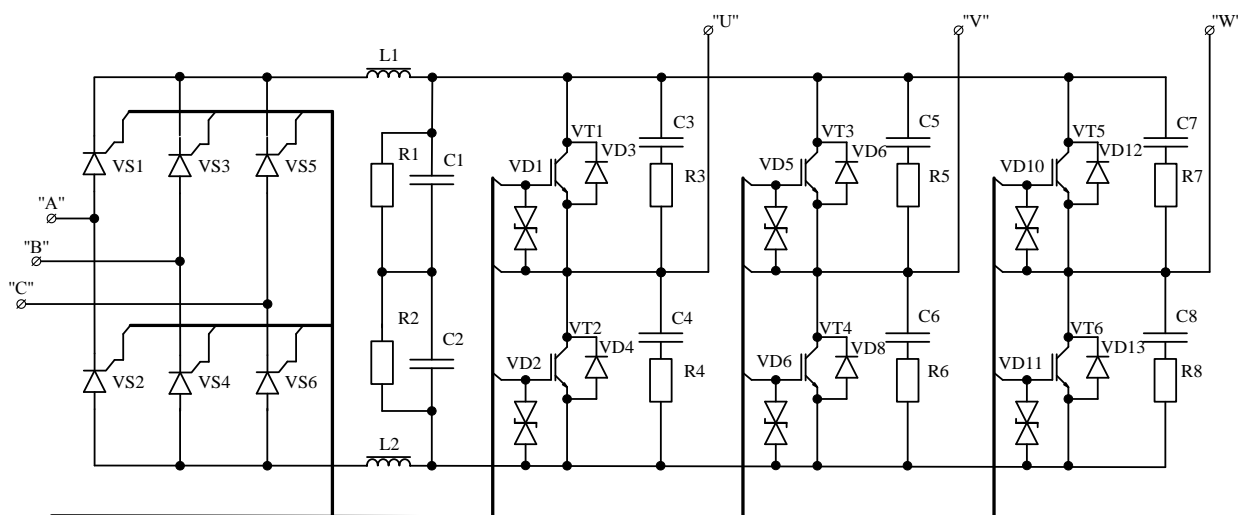 "U"
"V"
"W"
L1
VS1
VS3
VS5
R1
C1
VD1
VT1
VD3
C3
R3
VD5
VT3
VD6
C5
R5
VD10
VT5
VD12
C7
R7
"A"
"B"
"C"
VS2
VS4
VS6
R2
C2
VD2
VT2
VD4
C4
R4
VD6
VT4
VD8
C6
R6
VD11
VT6
VD13
C8
R8
L2